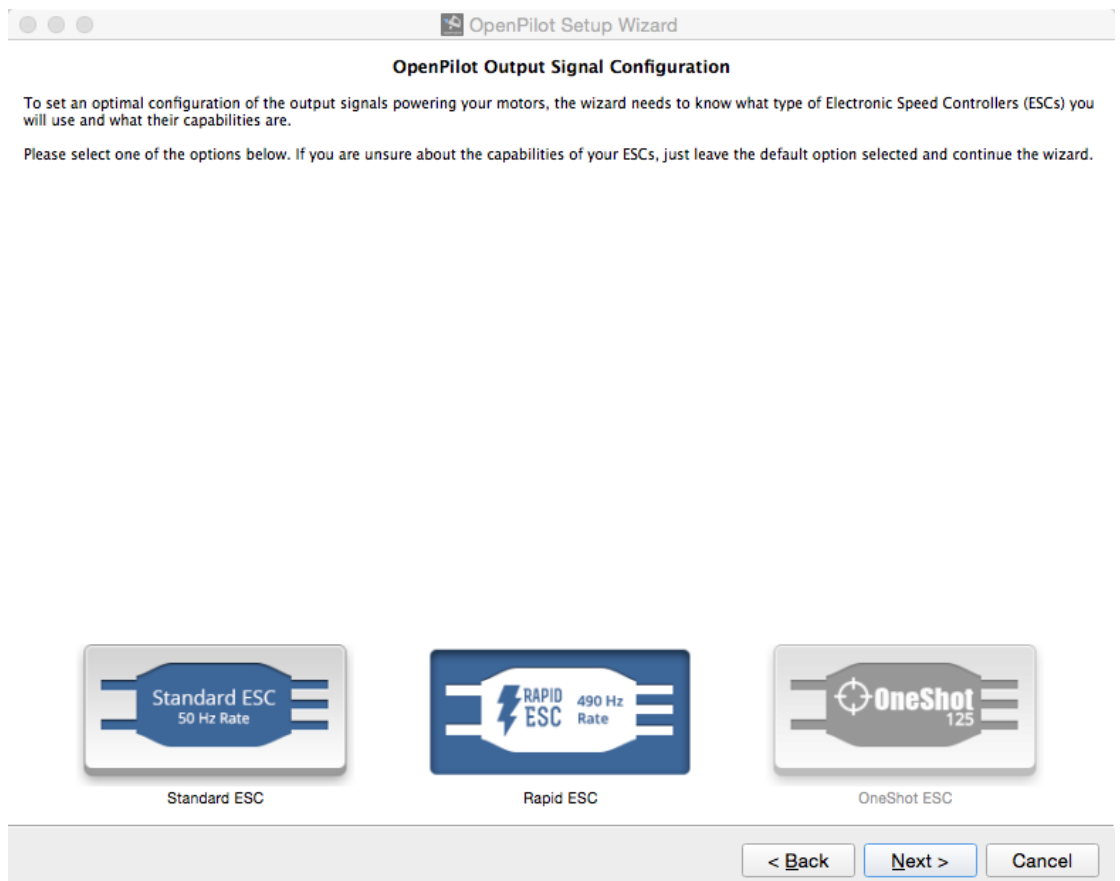 OpenPilot Setup Wizard
OpenPilot Output Signal Configuration
To set an optimal configuration of the output signals powering your motors, the wizard needs to know what type of Electronic Speed Controllers (ESCs) you
will use and what their capabilities are.
Please select one of the options below. If you are unsure about the capabilities of your ESCs, just leave the default option selected and continue the wizard.
Standard ESC
50 Hz Rate
RAPID
ESC
490 Hz
Rate
OneShot
125
Standard ESC
Rapid ESC
OneShot ESC
< Back
Next >
Cancel